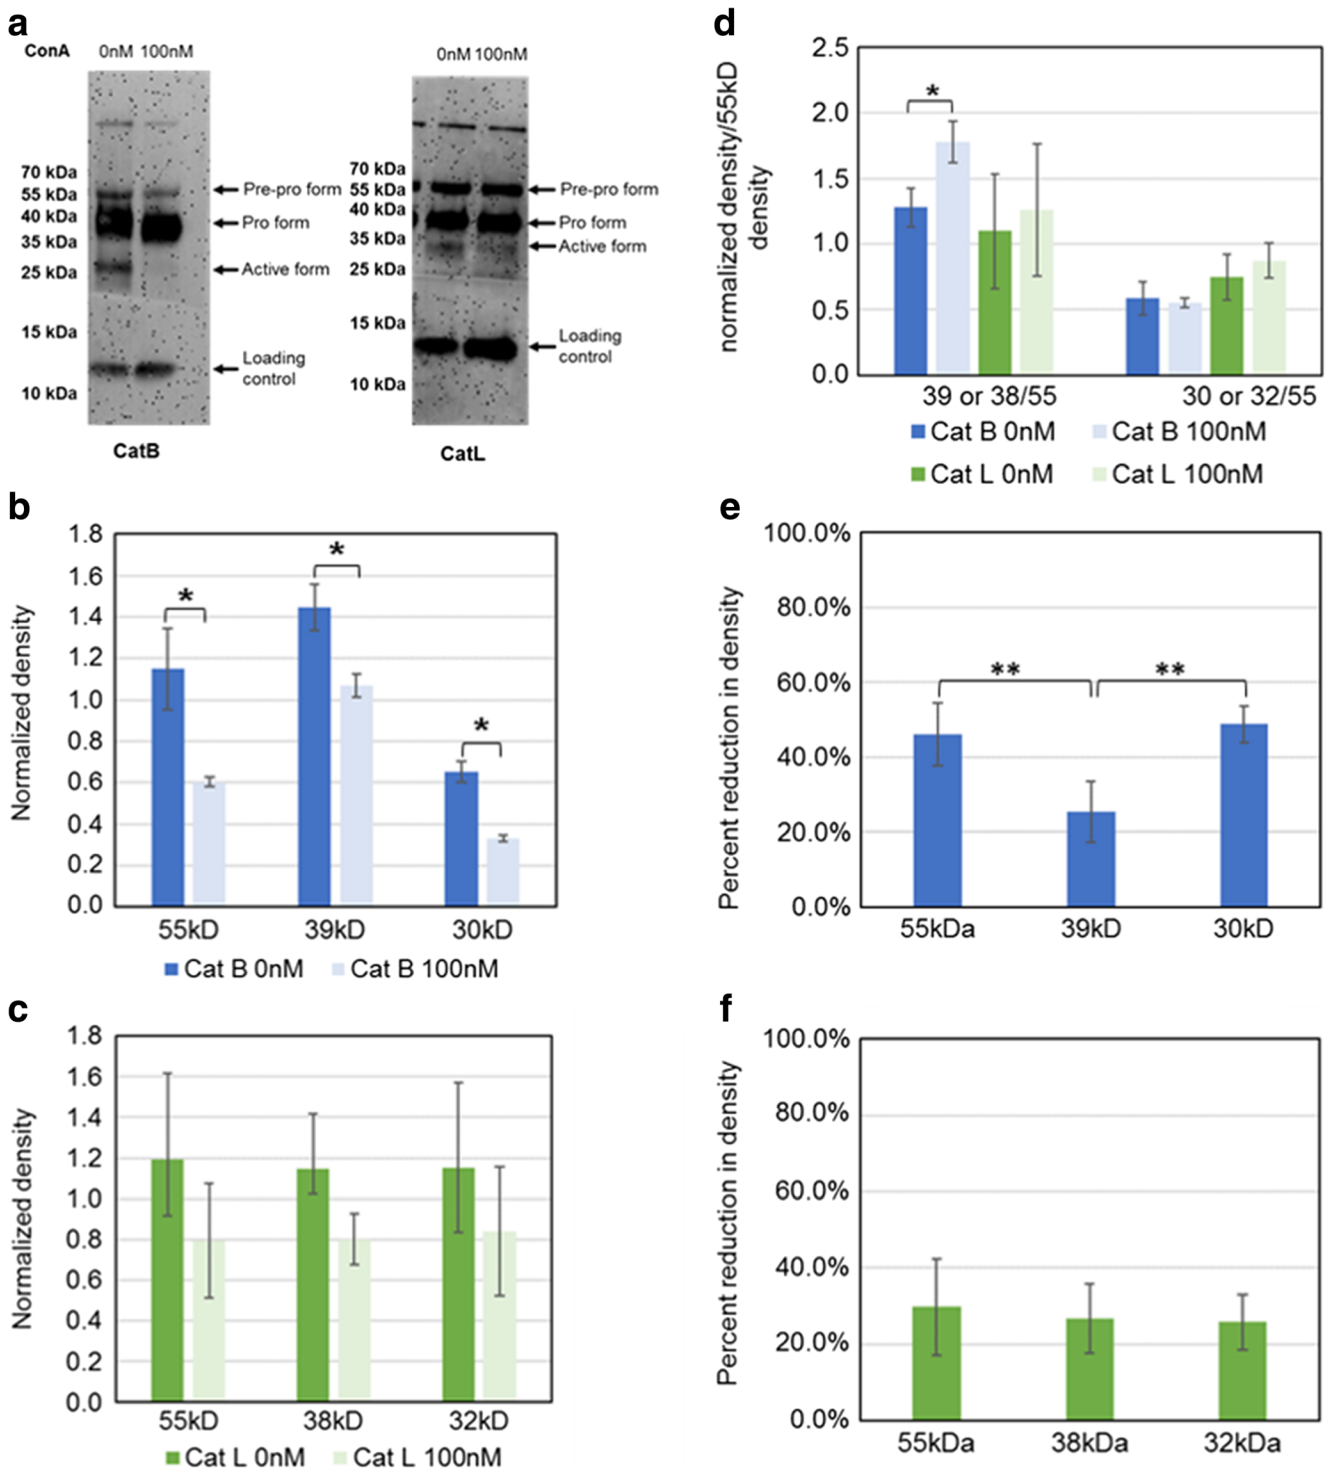 a
ConA 0nM 100nM
70 kDa
55 kDa
40 kDa
35 kDa
25 kDa
15 kDa
10 kDa
Pre-pro form
Pro form
Active form
Loading
control
CatB
0nM 100nM
70 kDa
55 kDa
40 kDa
35 kDa
25 kDa
15 kDa
10 kDa
Pre-pro form
Pro form
Active form
Loading
control
CatL
b
Normalized density
1.8
1.6
1.4
1.2
1.0
0.8
0.6
0.4
0.2
0.0
*
*
*
55kD 39kD 30kD
Cat B 0nM Cat B 100nM
c
Normalized density
1.8
1.6
1.4
1.2
1.0
0.8
0.6
0.4
0.2
0.0
55kD 38kD 32kD
Cat L 0nM Cat L 100nM
d
normalized density/55kD
density
2.5
2.0
1.5
1.0
0.5
0.0
*
39 or 38/55 30 or 32/55
Cat B 0nM Cat B 100nM
Cat L 0nM Cat L 100nM
e
Percent reduction in density
100.0%
80.0%
60.0%
40.0%
20.0%
0.0%
** **
55kDa 39kD 30kD
f
Percent reduction in density
100.0%
80.0%
60.0%
40.0%
20.0%
0.0%
55kDa 38kDa 32kDa